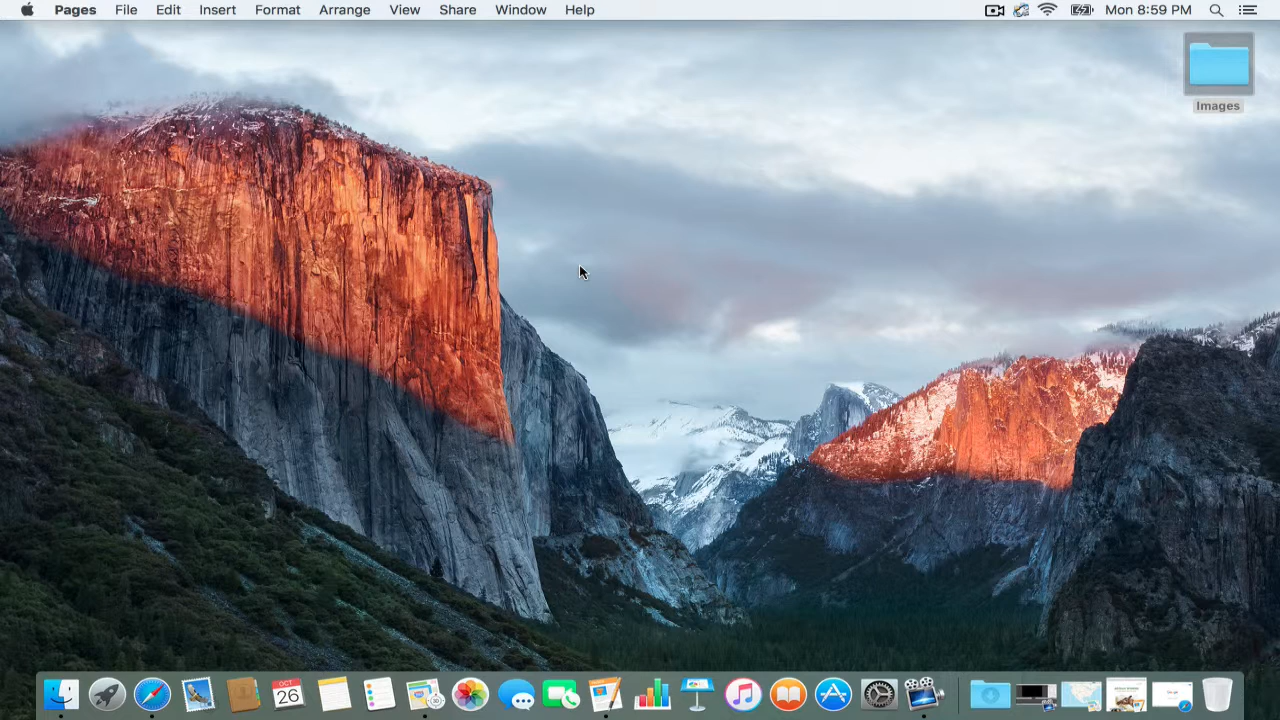 Pages File Edit Insert Format Arrange View Share Window Help Mon 8:59 PM
Images
OCT
26